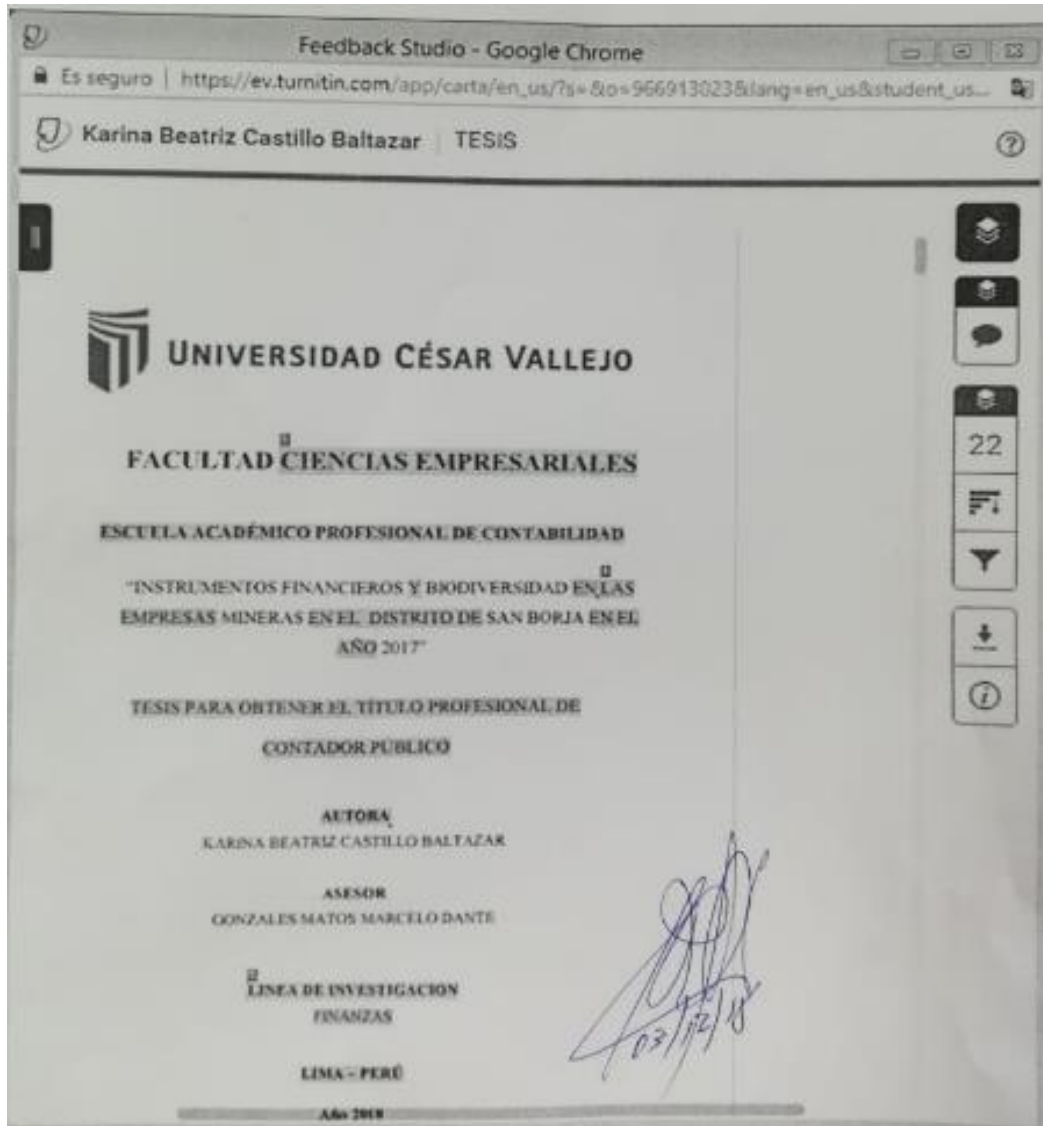 Feedback Studio - Google Chrome
Es seguro | https://ev.turnitin.com/app/carta/en_us/?s=&o=966913023&lang=en_us&student_us...
Karina Beatriz Castillo Baltazar | TESIS
UNIVERSIDAD CÉSAR VALLEJO
FACULTAD CIENCIAS EMPRESARIALES
22
ESCUELA ACADÉMICO PROFESIONAL DE CONTABILIDAD
"INSTRUMENTOS FINANCIEROS Y BIODIVERSIDAD EN LAS
EMPRESAS MINERAS EN EL DISTRITO DE SAN BORJA EN EL
AÑO 2017"
TESIS PARA OBTENER EL TÍTULO PROFESIONAL DE
CONTADOR PÚBLICO
AUTORA
KARINA BEATRIZ CASTILLO BALTAZAR
ASESOR
GONZALES MATOS MARCELO DANTE
LINEA DE INVESTIGACION
FINANZAS
03/12/18
LIMA - PERÚ
Año 2018